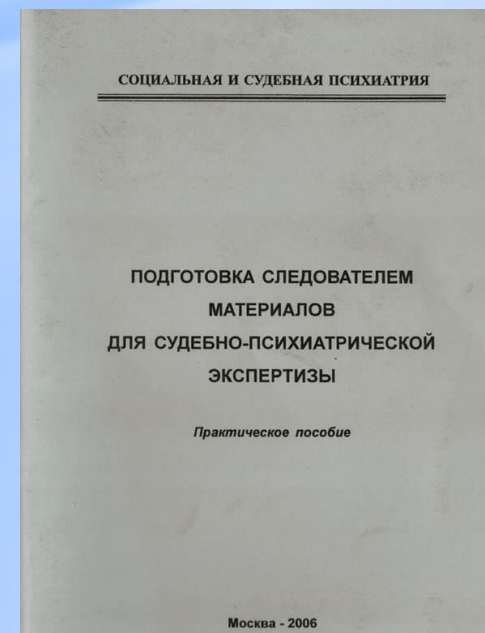 СОЦИАЛЬНАЯ И СУДЕБНАЯ ПСИХИАТРИЯ
ПОДГОТОВКА СЛЕДОВАТЕЛЕМ
МАТЕРИАЛОВ
ДЛЯ СУДЕБНО-ПСИХИАТРИЧЕСКОЙ
ЭКСПЕРТИЗЫ
Практическое пособие
Москва - 2006